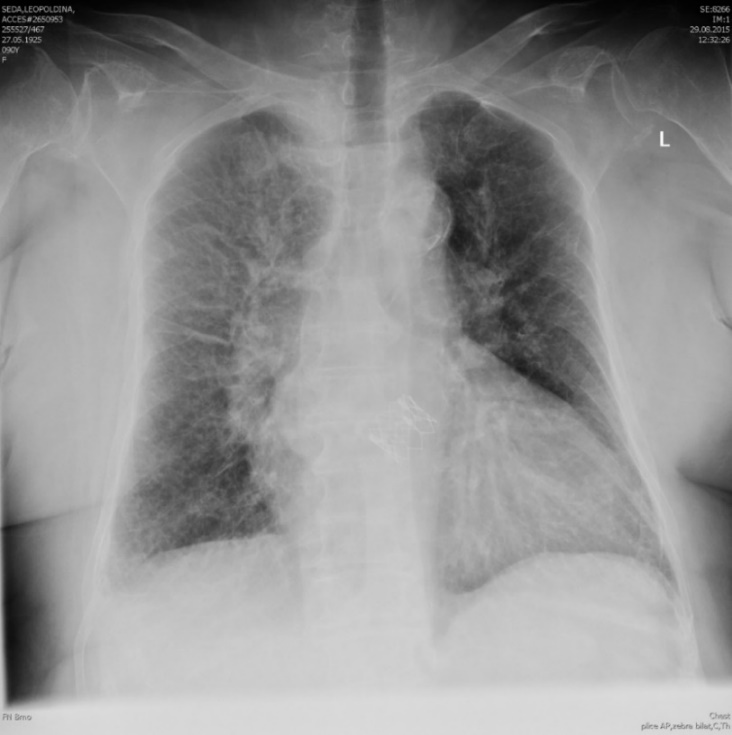 SEDA,LEOPOLDINA,
ACCES#2650953
255527/467
27.05.1925
090Y
F
SE:8266
IM:1
29.08.2015
12:32:26
L
FN Brno
Chest
plice AP,zebra bilat,C,Th